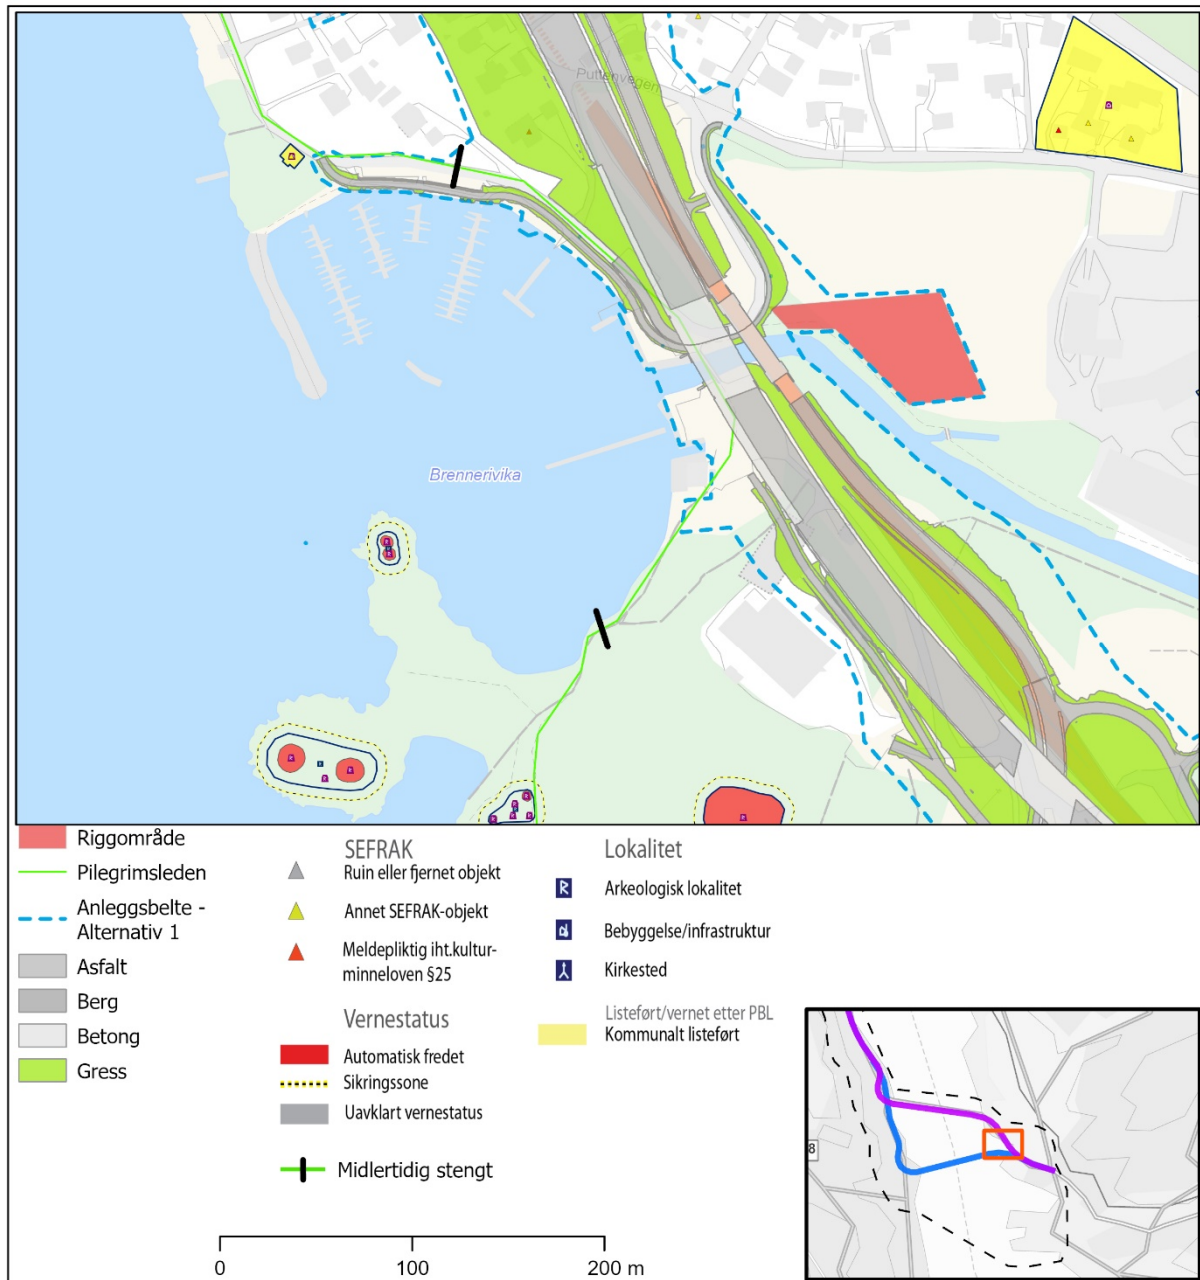 Puttenvegen
Brennerivika
Riggområde
Pilegrimsleden
Anleggsbelte -
Alternativ 1
Asfalt
Berg
Betong
Gress
SEFRAK
Ruin eller fjernet objekt
Annet SEFRAK-objekt
Meldepliktig iht.kultur-
minneloven §25
Vernestatus
Automatisk fredet
Sikringssone
Uavklart vernestatus
Midlertidig stengt
Lokalitet
R Arkeologisk lokalitet
Bebyggelse/infrastruktur
Kirkested
Listeført/vernet etter PBL
Kommunalt listeført
0 100 200 m
8